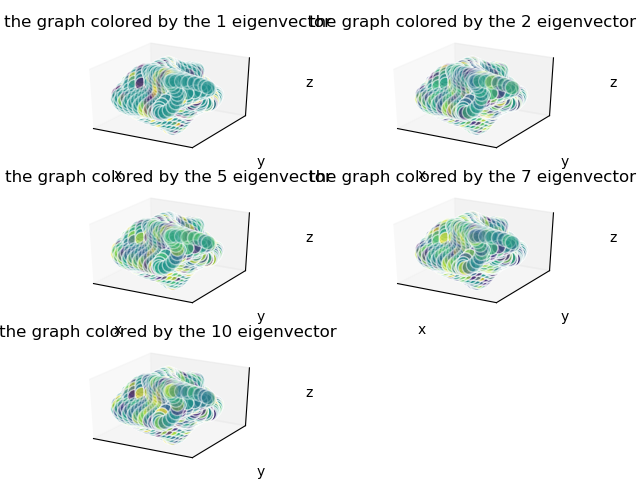 the graph colored by the 1 eigenvector
the graph colored by the 2 eigenvector
z
z
y
y
x
x
the graph colored by the 5 eigenvector
the graph colored by the 7 eigenvector
z
z
y
y
x
x
the graph colored by the 10 eigenvector
z
y